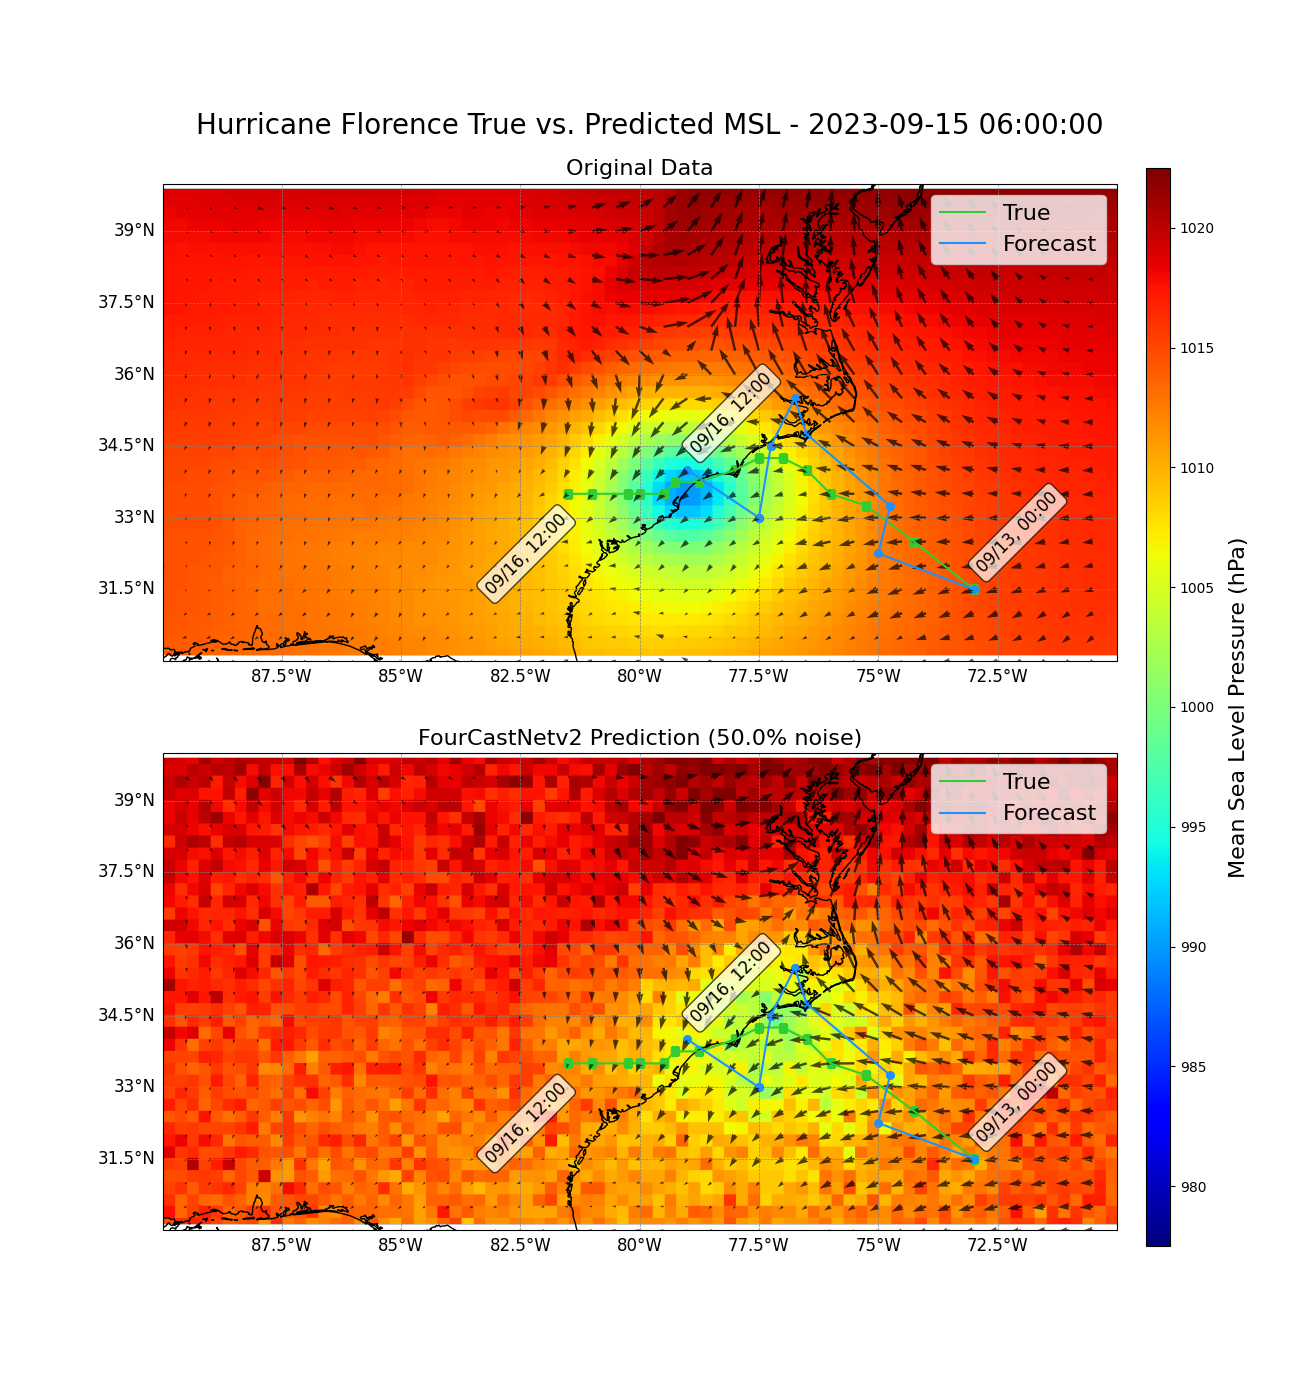 Hurricane Florence True vs. Predicted MSL - 2023-09-15 06:00:00
Original Data
True
Forecast
39°N
37.5°N
36°N
34.5°N
33°N
31.5°N
09/16, 12:00
09/16, 12:00
09/13, 00:00
87.5°W 85°W 82.5°W 80°W 77.5°W 75°W 72.5°W
FourCastNetv2 Prediction (50.0% noise)
True
Forecast
39°N
37.5°N
36°N
34.5°N
33°N
31.5°N
09/16, 12:00
09/16, 12:00
09/13, 00:00
87.5°W 85°W 82.5°W 80°W 77.5°W 75°W 72.5°W
1020
1015
1010
1005
1000
995
990
985
980
Mean Sea Level Pressure (hPa)